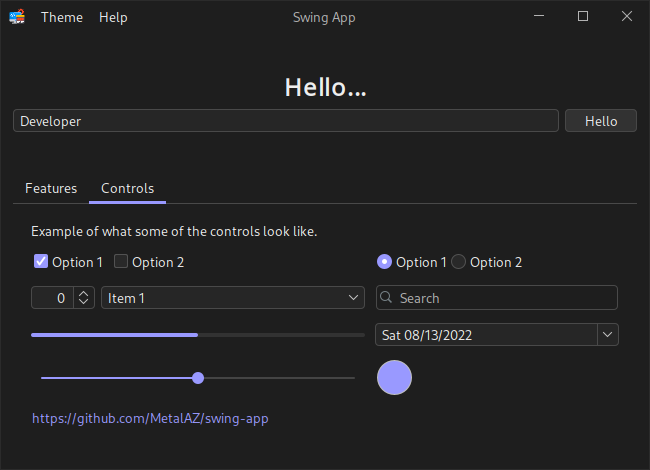 Theme Help Swing App
Hello...
Developer Hello
Features Controls
Example of what some of the controls look like.
Option 1 Option 2 Option 1 Option 2
0 Item 1 Search
Sat 08/13/2022
https://github.com/MetalAZ/swing-app